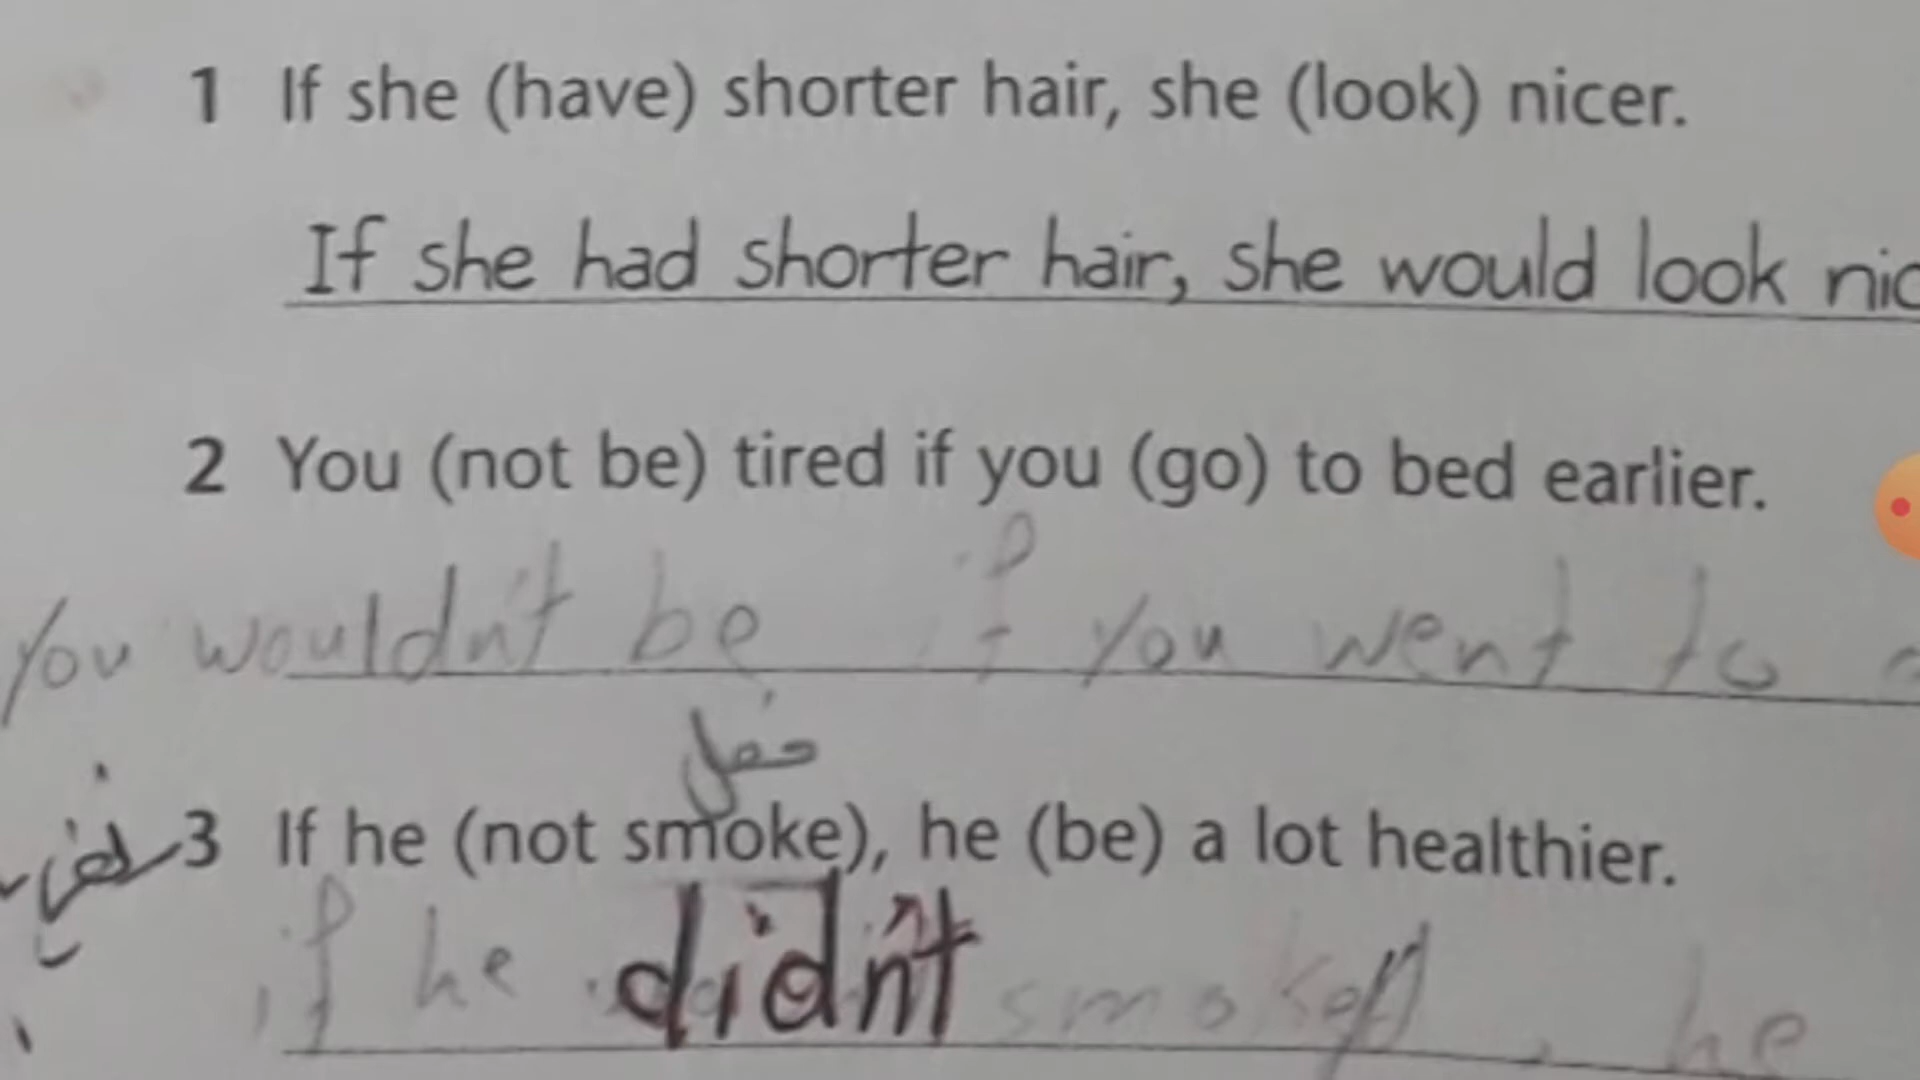 1 If she (have) shorter hair, she (look) nicer.
If she had shorter hair, she would look nic
2 You (not be) tired if you (go) to bed earlier.
You wouldn't be if you went to
فعل
3 If he (not smoke), he (be) a lot healthier.
if he didn't smoked, he